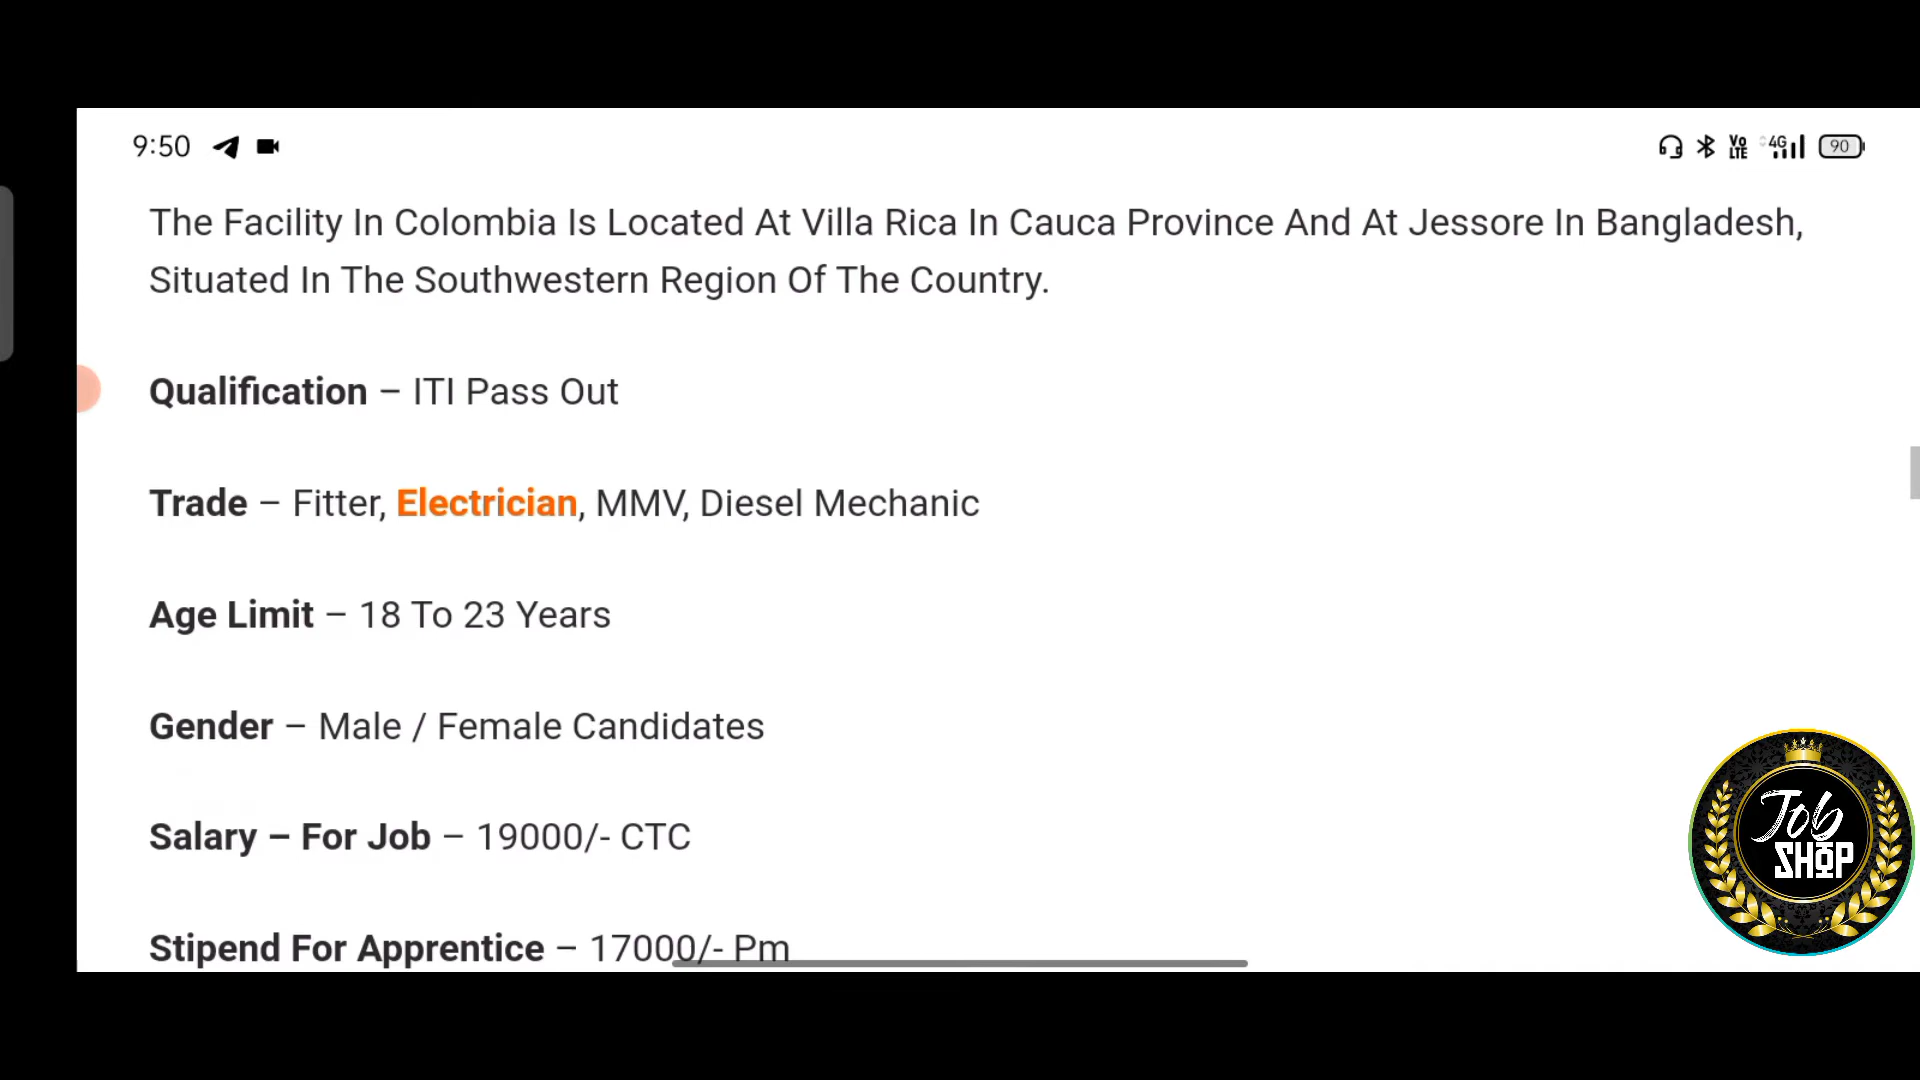 9:50
VoLTE 4G 90
The Facility In Colombia Is Located At Villa Rica In Cauca Province And At Jessore In Bangladesh,
Situated In The Southwestern Region Of The Country.
Qualification – ITI Pass Out
Trade – Fitter, Electrician, MMV, Diesel Mechanic
Age Limit – 18 To 23 Years
Gender – Male / Female Candidates
Salary – For Job – 19000/- CTC
Stipend For Apprentice – 17000/- Pm
Job
SHOP